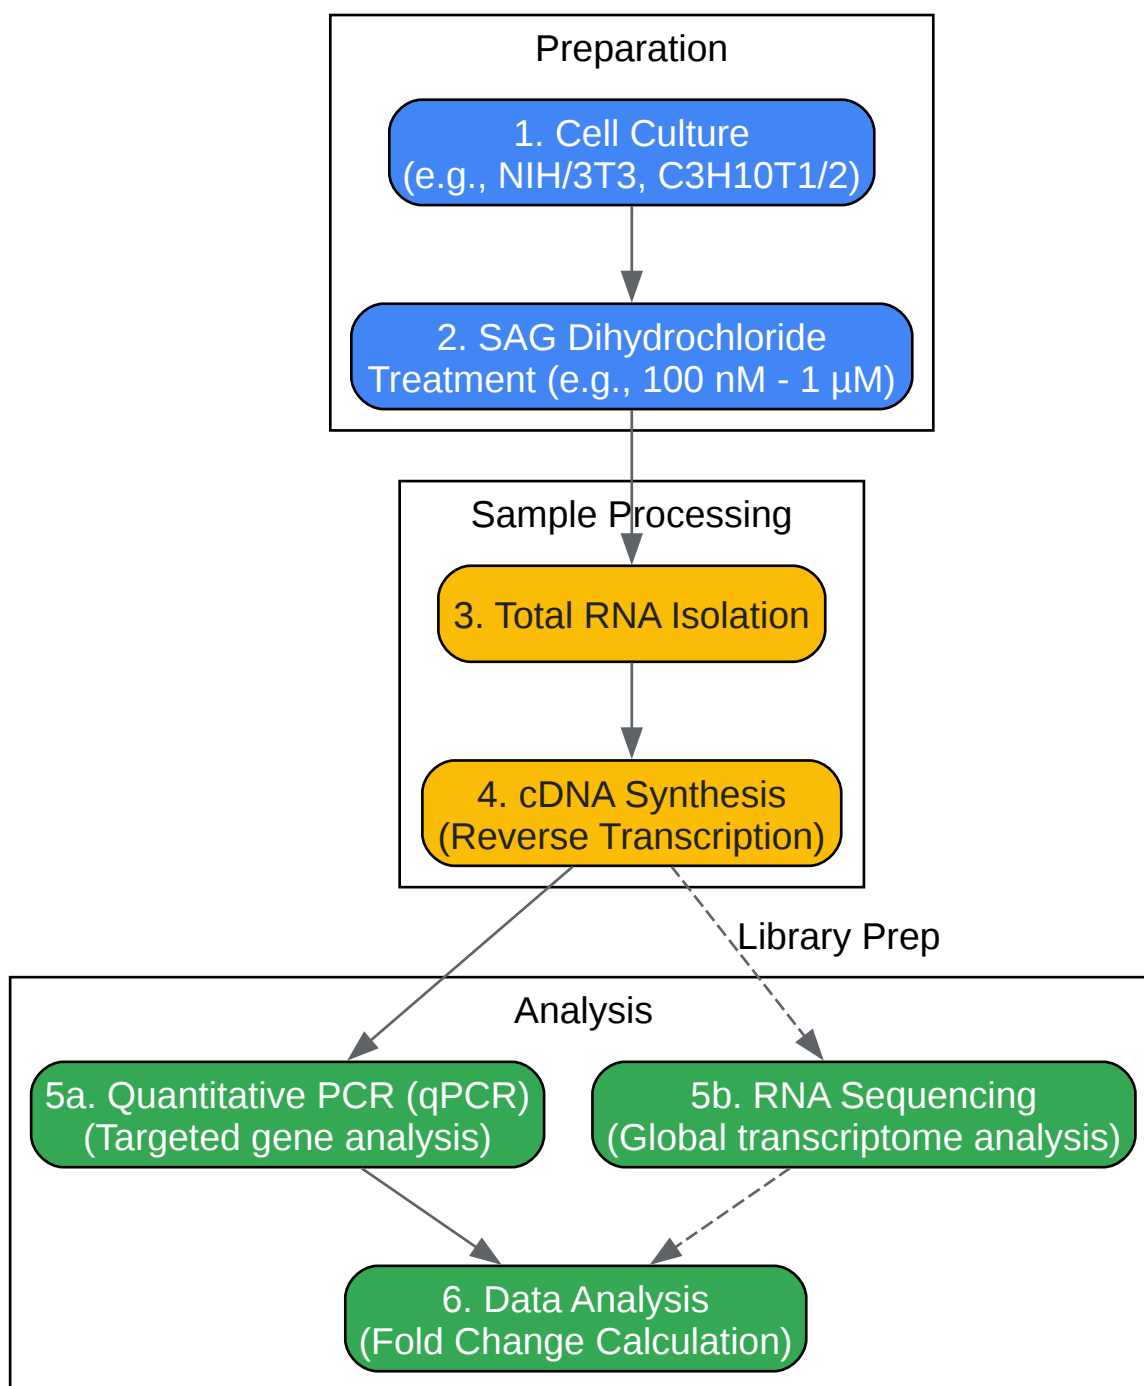 Preparation
1. Cell Culture
(e.g., NIH/3T3, C3H10T1/2)
2. SAG Dihydrochloride
Treatment (e.g., 100 nM - 1 µM)
Sample Processing
3. Total RNA Isolation
4. cDNA Synthesis
(Reverse Transcription)
Library Prep
Analysis
5a. Quantitative PCR (qPCR)
(Targeted gene analysis)
5b. RNA Sequencing
(Global transcriptome analysis)
6. Data Analysis
(Fold Change Calculation)